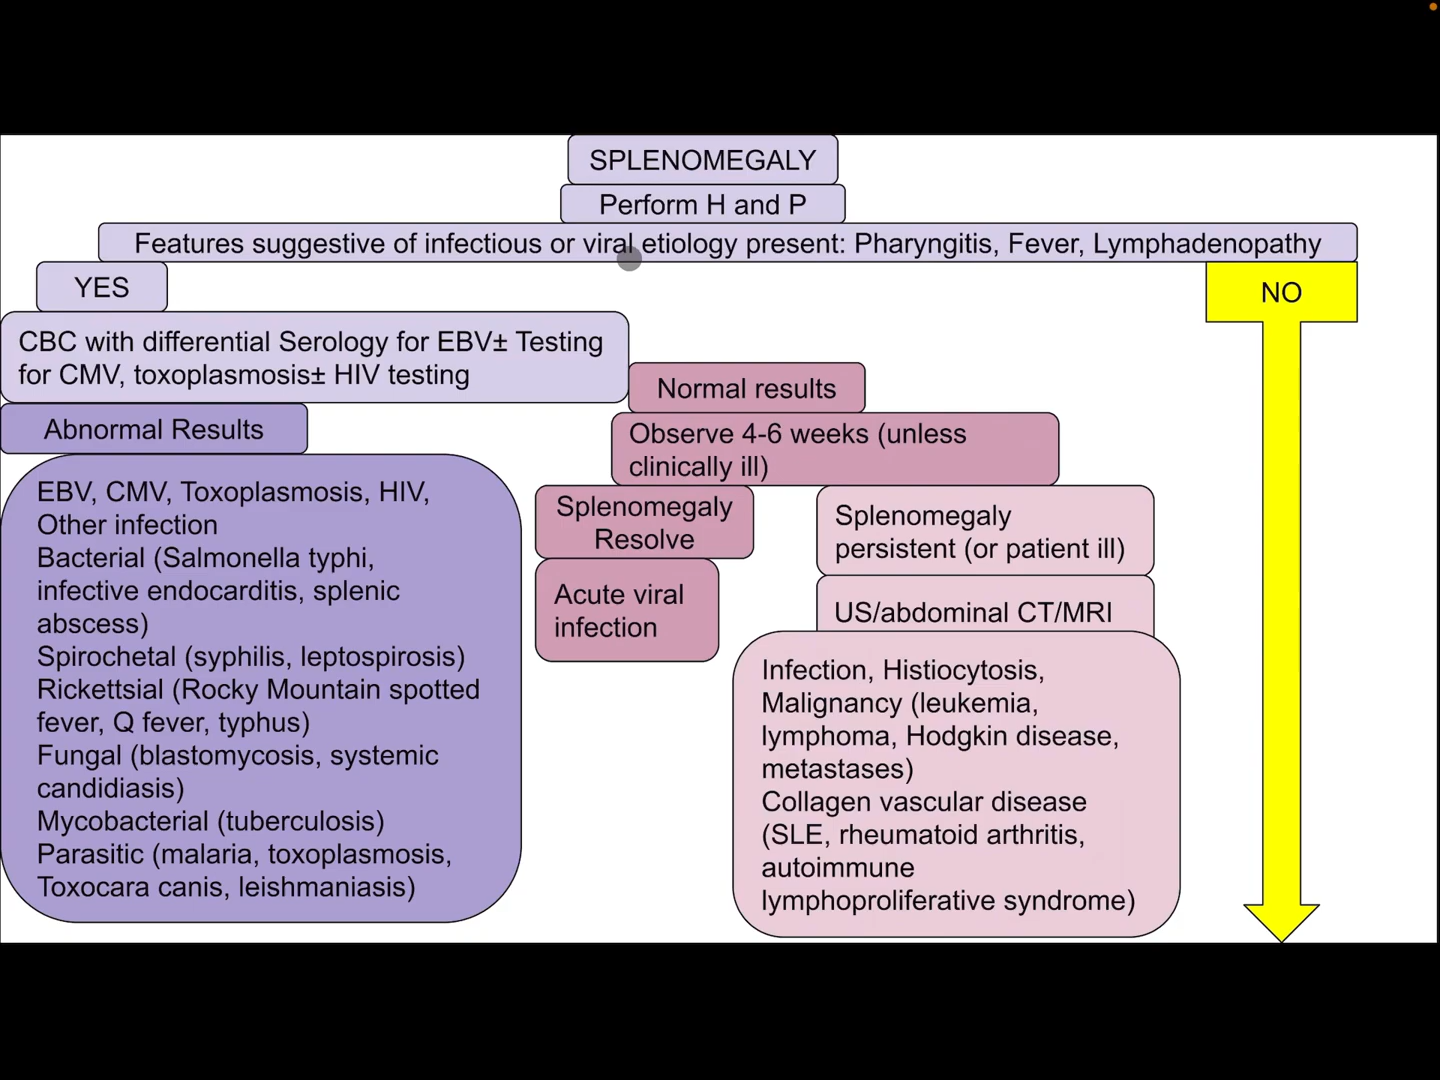 SPLENOMEGALY
Perform H and P
Features suggestive of infectious or viral etiology present: Pharyngitis, Fever, Lymphadenopathy
YES
NO
CBC with differential Serology for EBV± Testing
for CMV, toxoplasmosis± HIV testing
Abnormal Results
EBV, CMV, Toxoplasmosis, HIV,
Other infection
Bacterial (Salmonella typhi,
infective endocarditis, splenic
abscess)
Spirochetal (syphilis, leptospirosis)
Rickettsial (Rocky Mountain spotted
fever, Q fever, typhus)
Fungal (blastomycosis, systemic
candidiasis)
Mycobacterial (tuberculosis)
Parasitic (malaria, toxoplasmosis,
Toxocara canis, leishmaniasis)
Normal results
Observe 4-6 weeks (unless
clinically ill)
Splenomegaly
Resolve
Acute viral
infection
Splenomegaly
persistent (or patient ill)
US/abdominal CT/MRI
Infection, Histiocytosis,
Malignancy (leukemia,
lymphoma, Hodgkin disease,
metastases)
Collagen vascular disease
(SLE, rheumatoid arthritis,
autoimmune
lymphoproliferative syndrome)